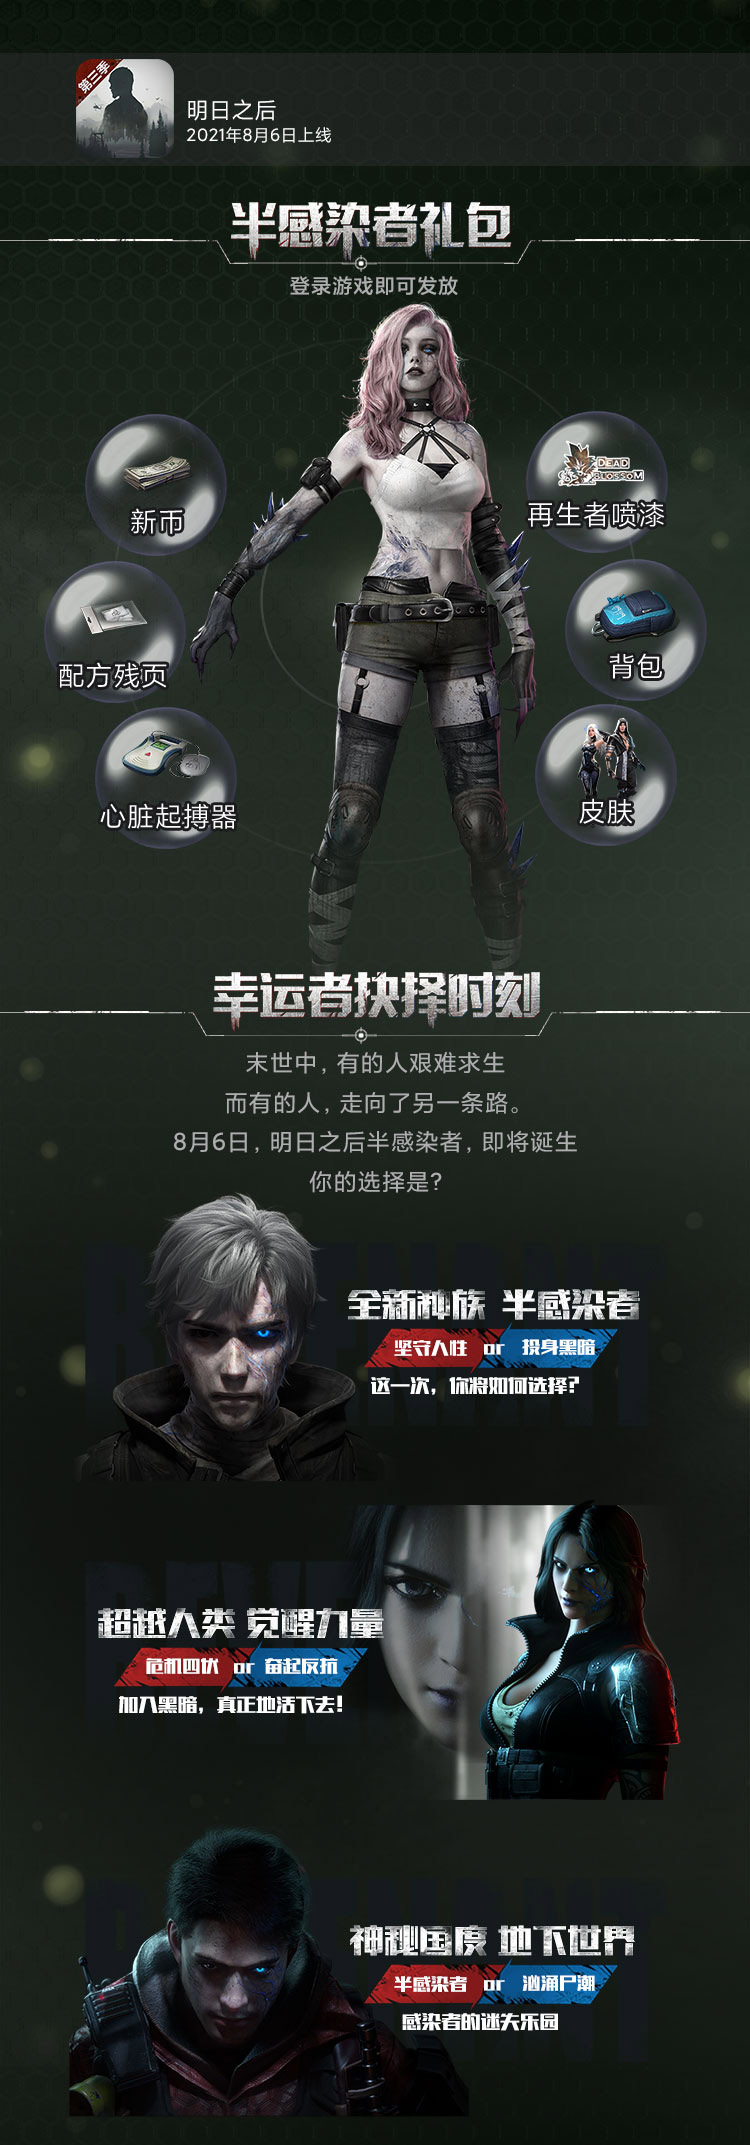 第三季
明日之后
2021年8月6日上线
半感染者礼包
登录游戏即可发放
新币
DEAD
BLOSSOM
再生者喷漆
配方残页
背包
心脏起搏器
皮肤
幸运者抉择时刻
末世中，有的人艰难求生
而有的人，走向了另一条路。
8月6日，明日之后半感染者，即将诞生
你的选择是？
全新种族 半感染者
坚守人性 or 投身黑暗
这一次，你将如何选择？
超越人类 觉醒力量
危机四伏 or 奋起反抗
加入黑暗，真正地活下去！
神秘国度 地下世界
半感染者 or 汹涌尸潮
感染者的迷失乐园